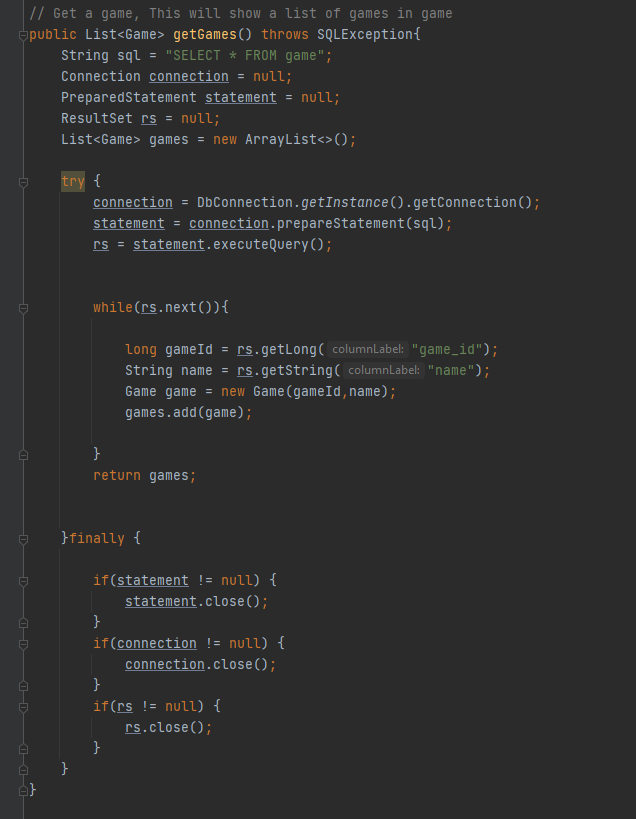 // Get a game, This will show a list of games in game
public List<Game> getGames() throws SQLException{
    String sql = "SELECT * FROM game";
    Connection connection = null;
    PreparedStatement statement = null;
    ResultSet rs = null;
    List<Game> games = new ArrayList<>();

    try {
        connection = DbConnection.getInstance().getConnection();
        statement = connection.prepareStatement(sql);
        rs = statement.executeQuery();


        while(rs.next()){

            long gameId = rs.getLong( columnLabel: "game_id");
            String name = rs.getString( columnLabel: "name");
            Game game = new Game(gameId,name);
            games.add(game);

        }
        return games;


    }finally {

        if(statement != null) {
            statement.close();
        }
        if(connection != null) {
            connection.close();
        }
        if(rs != null) {
            rs.close();
        }
    }
}